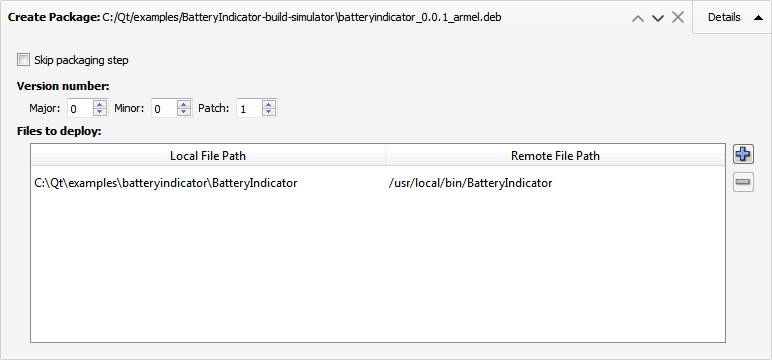 Create Package: C:/Qt/examples/BatteryIndicator-build-simulator\batteryindicator_0.0.1_armel.deb Details
Skip packaging step
Version number:
Major: 0 Minor: 0 Patch: 1
Files to deploy:
Local File Path Remote File Path
C:\Qt\examples\batteryindicator\BatteryIndicator /usr/local/bin/BatteryIndicator